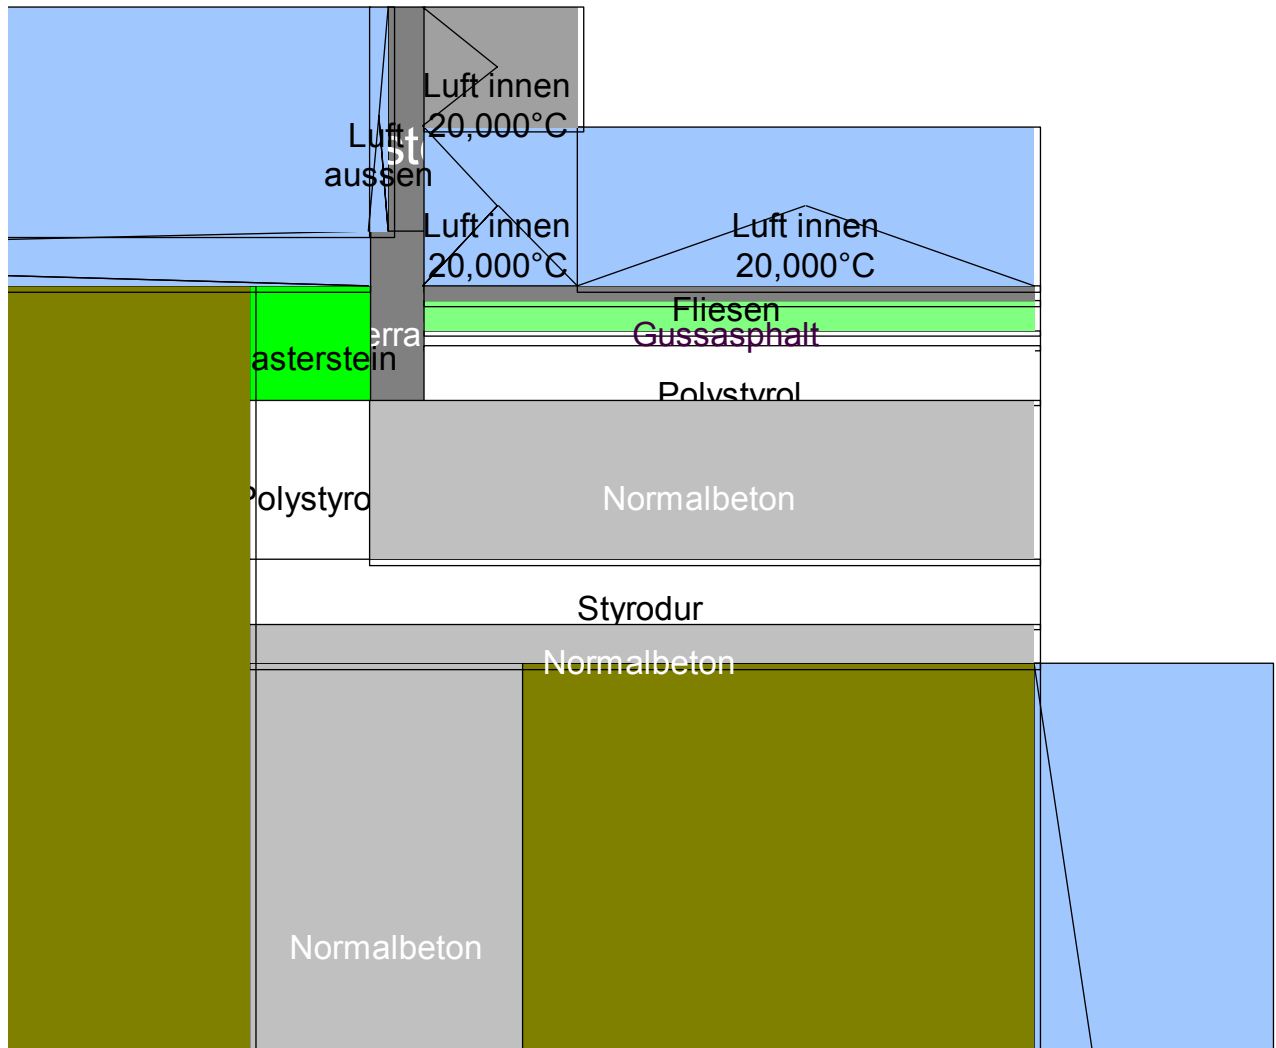 Luft innen
20,000°C
Luft
aussen
Luft innen
20,000°C
Luft innen
20,000°C
Fliesen
Gussasphalt
erra
asterstein
Polystyrol
Polystyro
Normalbeton
Styrodur
Normalbeton
Normalbeton